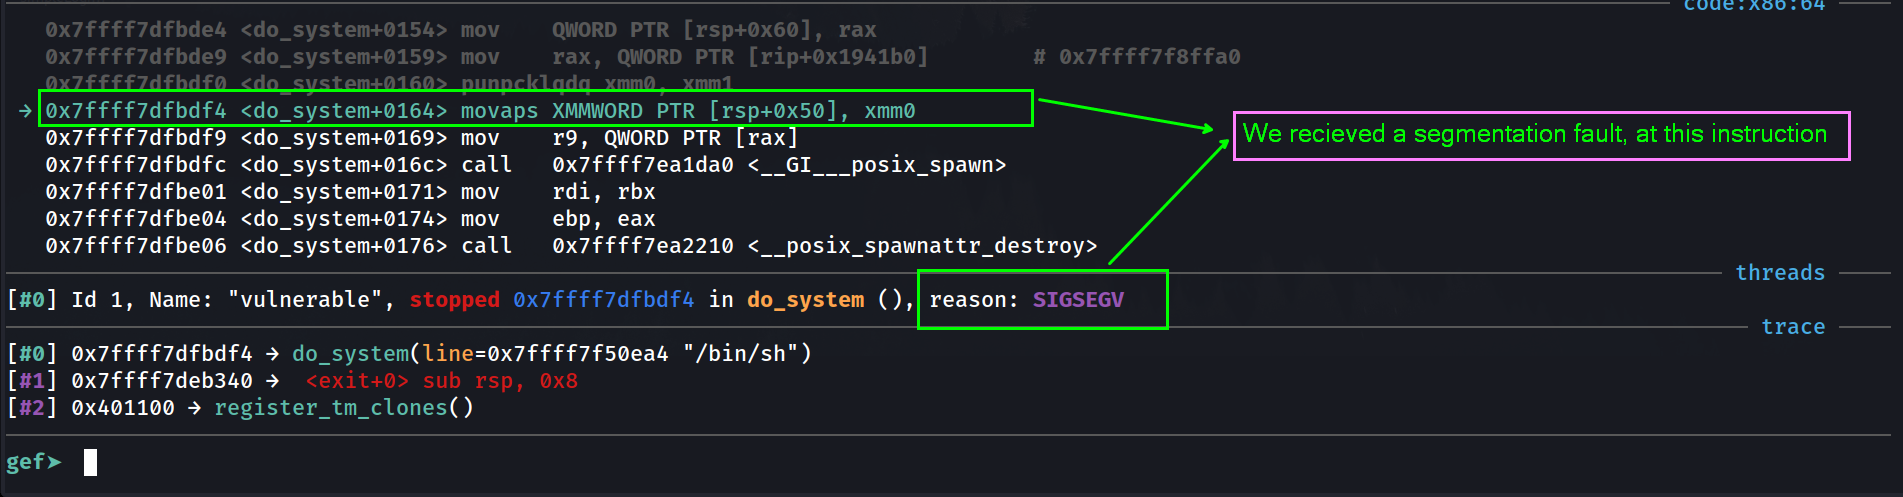 code:x86:64
0x7ffff7dfbde4 <do_system+0154> mov    QWORD PTR [rsp+0x60], rax
0x7ffff7dfbde9 <do_system+0159> mov    rax, QWORD PTR [rip+0x1941b0]        # 0x7ffff7f8ffa0
0x7ffff7dfbdf0 <do_system+0160> punpcklqdq xmm0, xmm1
→ 0x7ffff7dfbdf4 <do_system+0164> movaps XMMWORD PTR [rsp+0x50], xmm0
We recieved a segmentation fault, at this instruction
0x7ffff7dfbdf9 <do_system+0169> mov    r9, QWORD PTR [rax]
0x7ffff7dfbdfc <do_system+016c> call   0x7ffff7ea1da0 <__GI___posix_spawn>
0x7ffff7dfbe01 <do_system+0171> mov    rdi, rbx
0x7ffff7dfbe04 <do_system+0174> mov    ebp, eax
0x7ffff7dfbe06 <do_system+0176> call   0x7ffff7ea2210 <__posix_spawnattr_destroy>
threads
[#0] Id 1, Name: "vulnerable", stopped 0x7ffff7dfbdf4 in do_system (), reason: SIGSEGV
trace
[#0] 0x7ffff7dfbdf4 → do_system(line=0x7ffff7f50ea4 "/bin/sh")
[#1] 0x7ffff7deb340 →  <exit+0> sub rsp, 0x8
[#2] 0x401100 → register_tm_clones()
gef➤